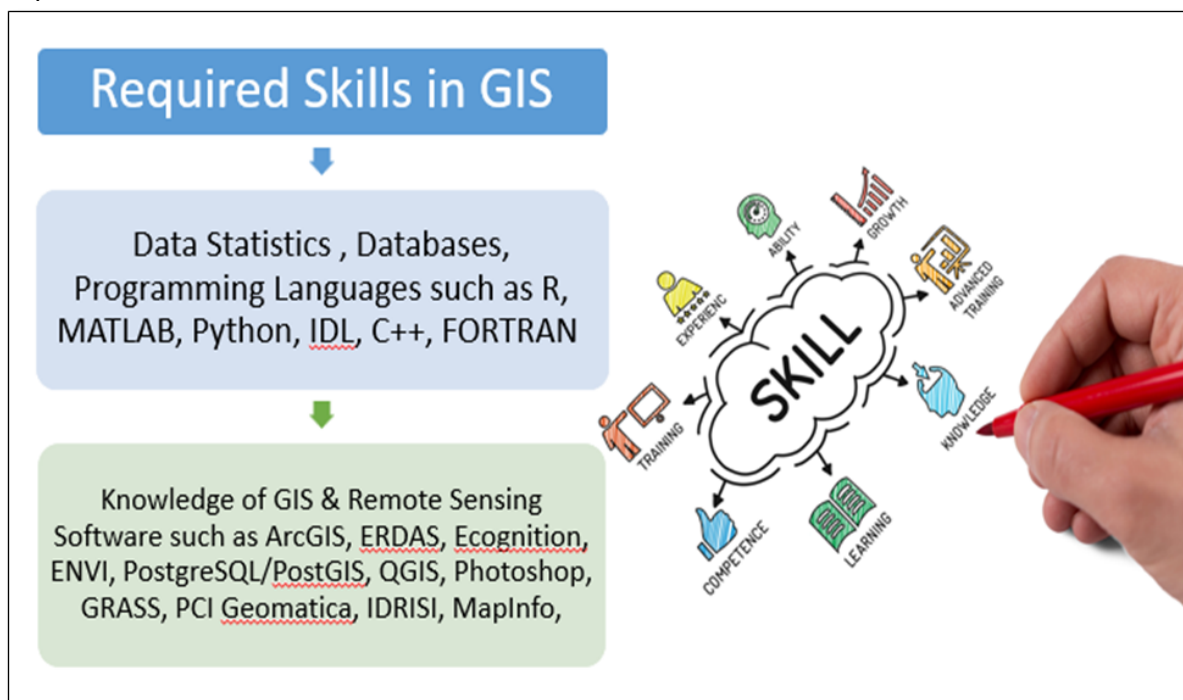 Required Skills in GIS
Data Statistics , Databases,
Programming Languages such as R,
MATLAB, Python, IDL, C++, FORTRAN
Knowledge of GIS & Remote Sensing
Software such as ArcGIS, ERDAS, Ecognition,
ENVI, PostgreSQL/PostGIS, QGIS, Photoshop,
GRASS, PCI Geomatica, IDRISI, MapInfo,
SKILL
ABILITY
GROWTH
ADVANCED
TRAINING
KNOWLEDGE
LEARNING
COMPETENCE
TRAINING
EXPERIENC